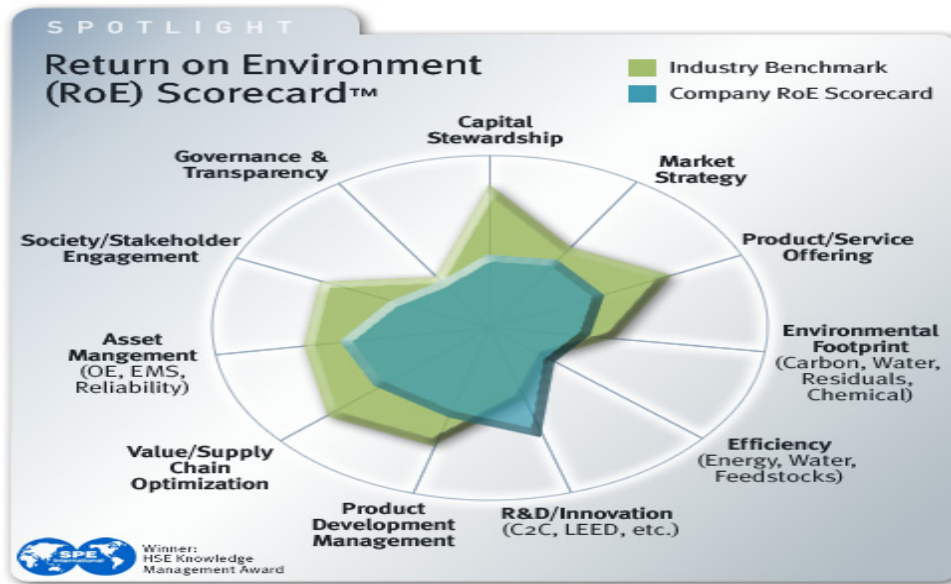 SPOTLIGHT
Return on Environment
(RoE) Scorecard™
Industry Benchmark
Company RoE Scorecard
Capital
Stewardship
Market
Strategy
Product/Service
Offering
Environmental
Footprint
(Carbon, Water,
Residuals,
Chemical)
Efficiency
(Energy, Water,
Feedstocks)
R&D/Innovation
(C2C, LEED, etc.)
Product
Development
Management
Value/Supply
Chain
Optimization
Asset
Mangement
(OE, EMS,
Reliability)
Society/Stakeholder
Engagement
Governance &
Transparency
SPE
International
Winner:
HSE Knowledge
Management Award